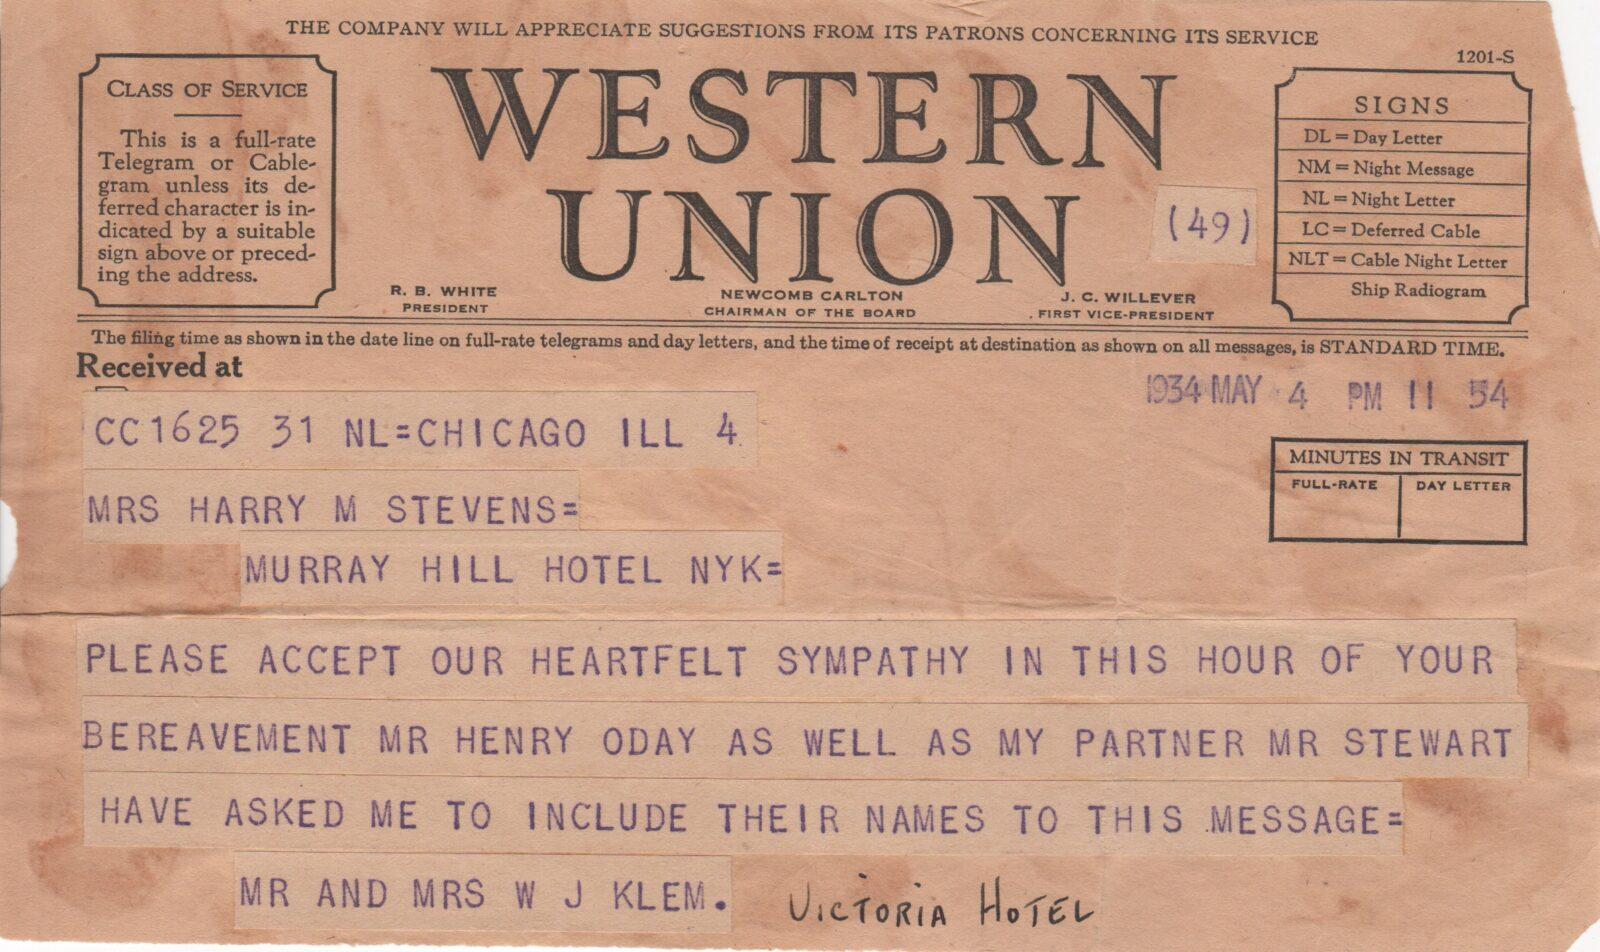 THE COMPANY WILL APPRECIATE SUGGESTIONS FROM ITS PATRONS CONCERNING ITS SERVICE
1201-S
CLASS OF SERVICE
This is a full-rate
Telegram or Cable-
gram unless its de-
ferred character is in-
dicated by a suitable
sign above or preced-
ing the address.
WESTERN
UNION
(49)
R. B. WHITE
PRESIDENT
NEWCOMB CARLTON
CHAIRMAN OF THE BOARD
J. C. WILLEVER
FIRST VICE-PRESIDENT
SIGNS
DL = Day Letter
NM = Night Message
NL = Night Letter
LC = Deferred Cable
NLT = Cable Night Letter
Ship Radiogram
The filing time as shown in the date line on full-rate telegrams and day letters, and the time of receipt at destination as shown on all messages, is STANDARD TIME.
Received at
1934 MAY 4 PM 11 54
CC1625 31 NL=CHICAGO ILL 4
MINUTES IN TRANSIT
FULL-RATE
DAY LETTER
MRS HARRY M STEVENS=
MURRAY HILL HOTEL NYK=
PLEASE ACCEPT OUR HEARTFELT SYMPATHY IN THIS HOUR OF YOUR
BEREAVEMENT MR HENRY ODAY AS WELL AS MY PARTNER MR STEWART
HAVE ASKED ME TO INCLUDE THEIR NAMES TO THIS MESSAGE=
MR AND MRS W J KLEM.
VICTORIA HOTEL